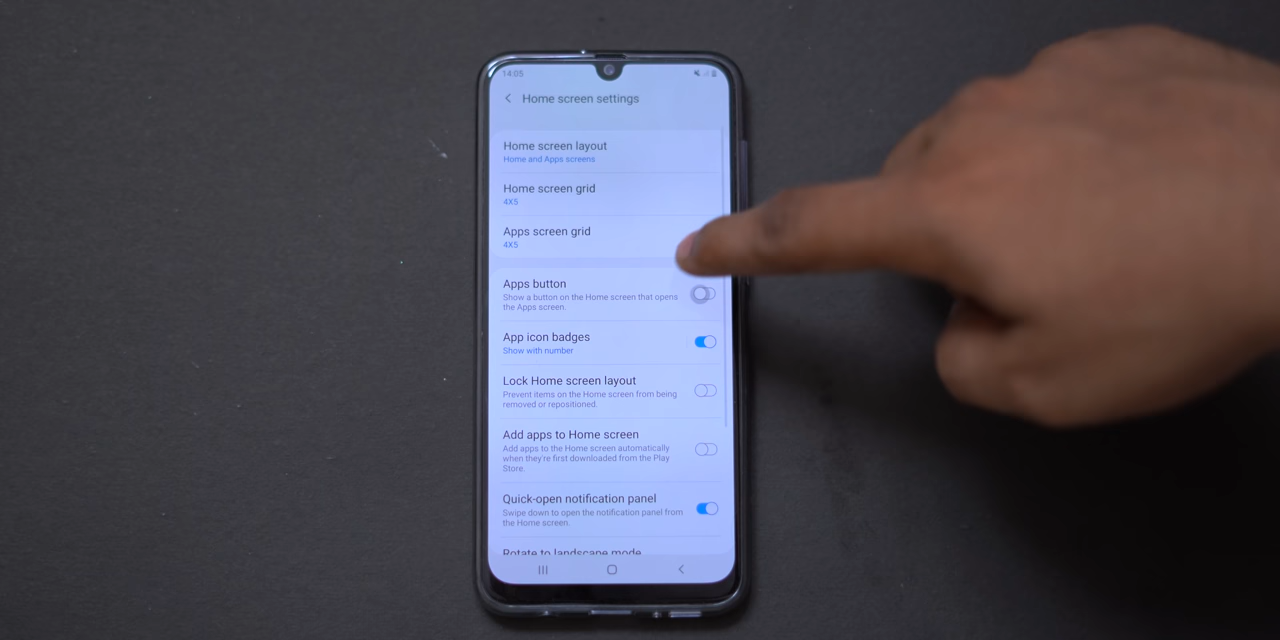 14:05
Home screen settings
Home screen layout
Home and Apps screens
Home screen grid
4X5
Apps screen grid
4X5
Apps button
Show a button on the Home screen that opens
the Apps screen.
App icon badges
Show with number
Lock Home screen layout
Prevent items on the Home screen from being
removed or repositioned.
Add apps to Home screen
Add apps to the Home screen automatically
when they're first downloaded from the Play
Store.
Quick-open notification panel
Swipe down to open the notification panel from
the Home screen.
Rotate to landscape mode